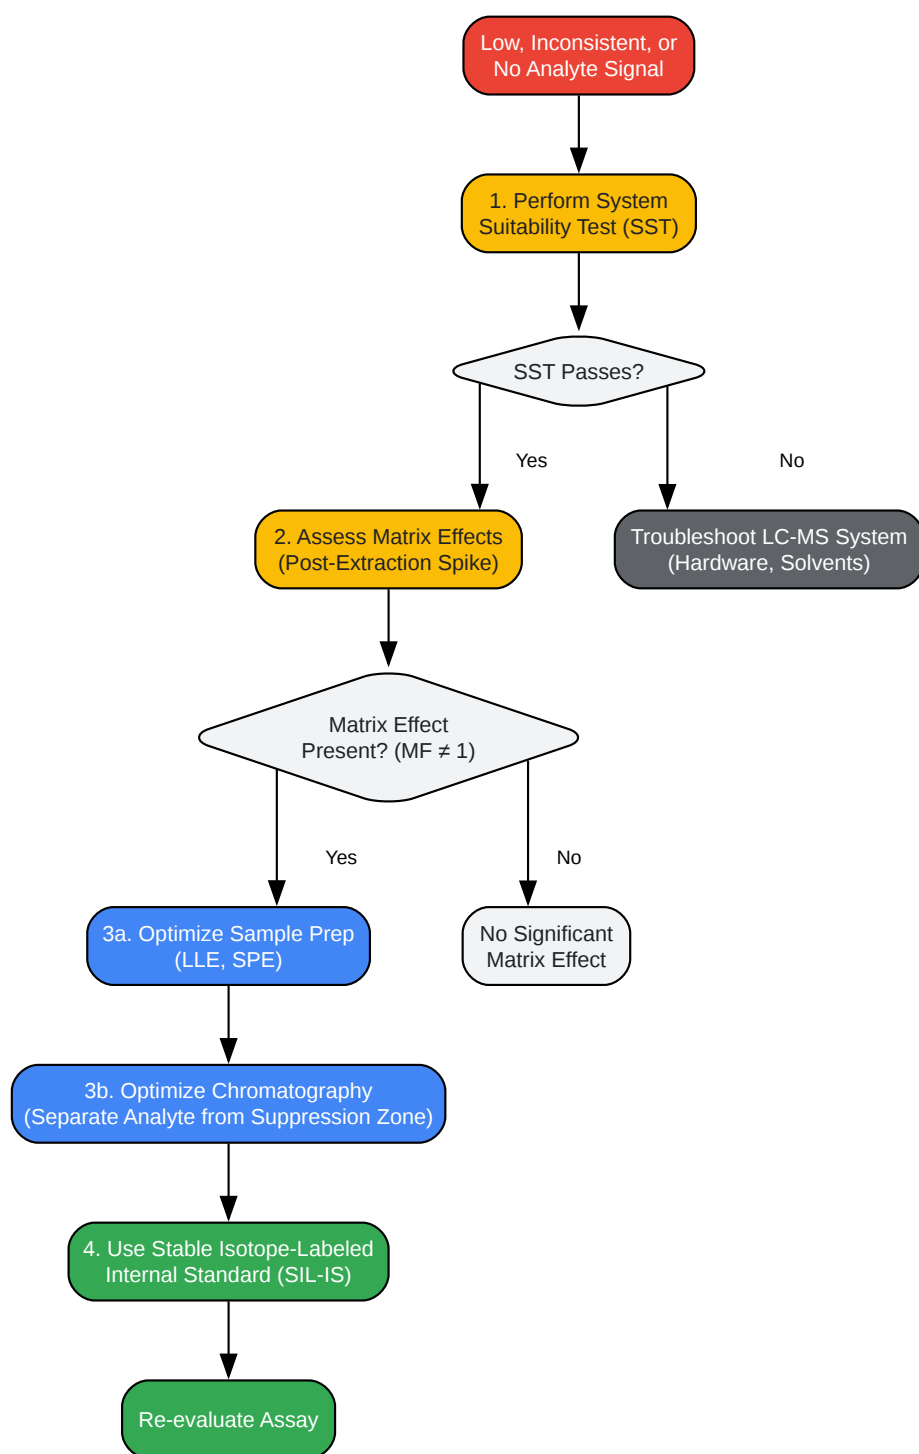 Low, Inconsistent, or
No Analyte Signal
1. Perform System
Suitability Test (SST)
SST Passes?
Yes
No
2. Assess Matrix Effects
(Post-Extraction Spike)
Troubleshoot LC-MS System
(Hardware, Solvents)
Matrix Effect
Present? (MF ≠ 1)
Yes
No
3a. Optimize Sample Prep
(LLE, SPE)
No Significant
Matrix Effect
3b. Optimize Chromatography
(Separate Analyte from Suppression Zone)
4. Use Stable Isotope-Labeled
Internal Standard (SIL-IS)
Re-evaluate Assay